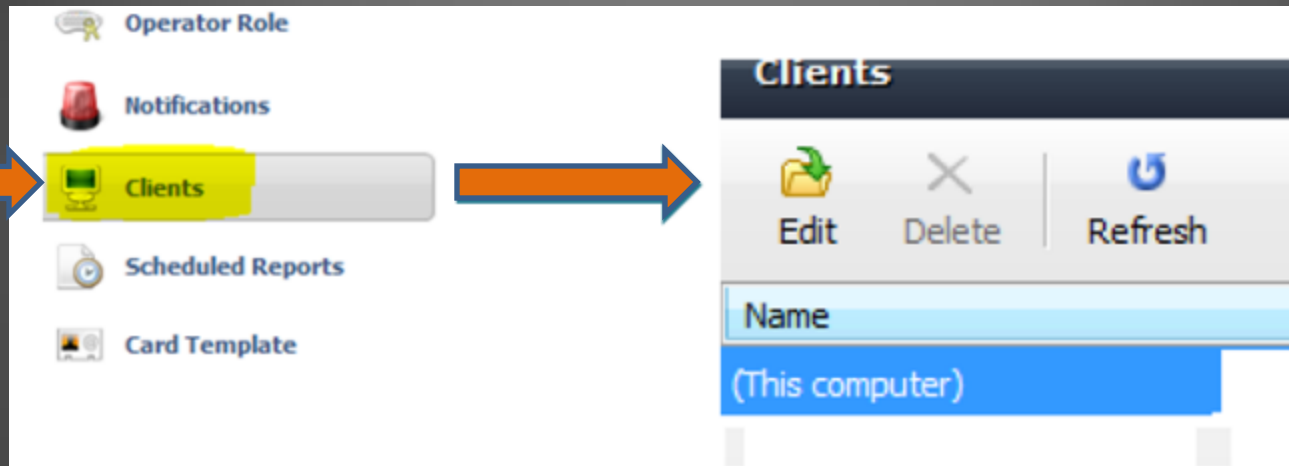 Operator Role
Notifications
Clients
Scheduled Reports
Card Template
Clients
Edit Delete Refresh
Name
(This computer)